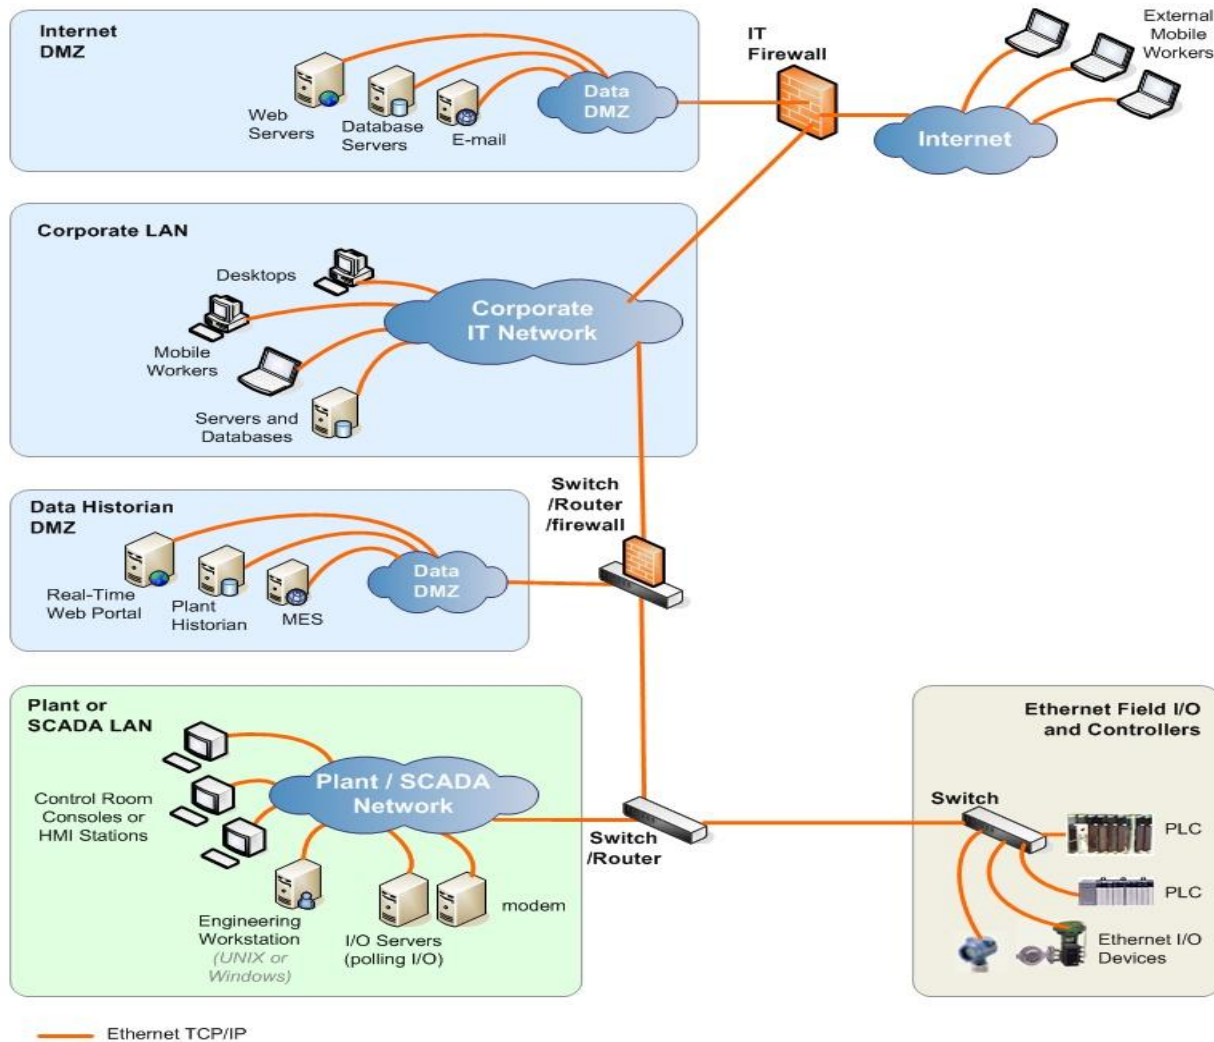 Internet
DMZ
Web
Servers
Database
Servers
E-mail
Data
DMZ
IT
Firewall
Internet
External
Mobile
Workers
Corporate LAN
Desktops
Mobile
Workers
Servers and
Databases
Corporate
IT Network
Switch
/Router
/firewall
Data Historian
DMZ
Real-Time
Web Portal
Plant
Historian
MES
Data
DMZ
Plant or
SCADA LAN
Control Room
Consoles or
HMI Stations
Plant / SCADA
Network
Engineering
Workstation
(UNIX or
Windows)
I/O Servers
(polling I/O)
modem
Switch
/Router
Ethernet Field I/O
and Controllers
Switch
PLC
PLC
Ethernet I/O
Devices
Ethernet TCP/IP